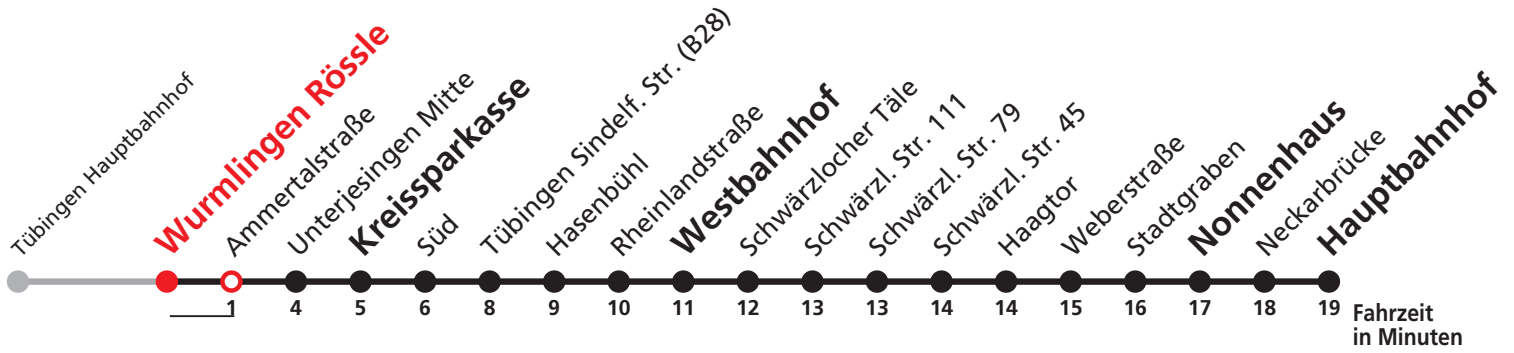 Tübingen Hauptbahnhof
Wurmlingen Rössle
Ammertalstraße
Unterjesingen Mitte
Kreissparkasse
Süd
Tübingen Sindelf. Str. (B28)
Hasenbühl
Rheinlandstraße
Westbahnhof
Schwärzlocher Täle
Schwärzl. Str. 111
Schwärzl. Str. 79
Schwärzl. Str. 45
Haagtor
Weberstraße
Stadtgraben
Nonnenhaus
Neckarbrücke
Hauptbahnhof
1 4 5 6 8 9 10 11 12 13 13 14 14 15 16 17 18 19
Fahrzeit
in Minuten